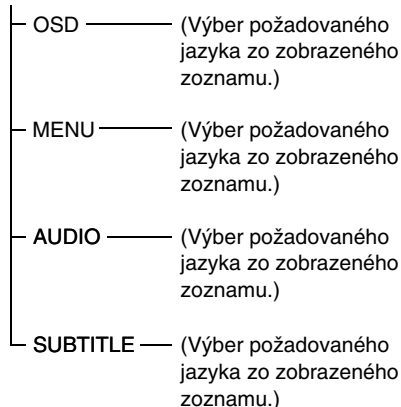 OSD (Výber požadovaného
jazyka zo zobrazeného
zoznamu.)
MENU (Výber požadovaného
jazyka zo zobrazeného
zoznamu.)
AUDIO (Výber požadovaného
jazyka zo zobrazeného
zoznamu.)
SUBTITLE (Výber požadovaného
jazyka zo zobrazeného
zoznamu.)